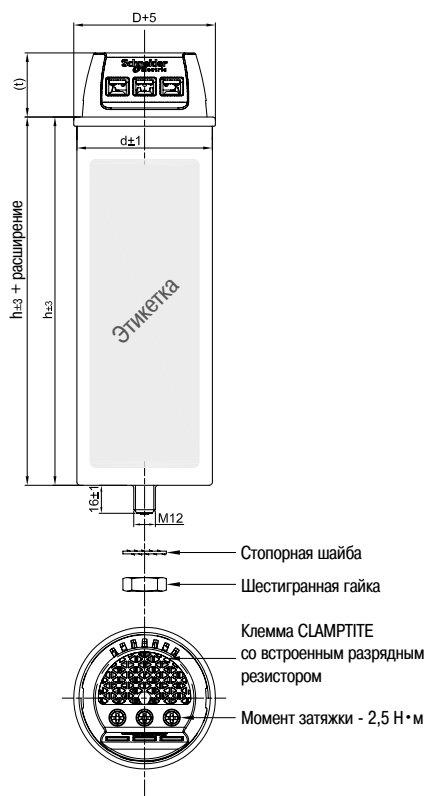 D+5
(t)
Schneider
Electric
d±1
h±3 + расширение
h±3
Этикетка
16±1
M12
Стопорная шайба
Шестигранная гайка
Клемма CLAMPTITE
со встроенным разрядным
резистором
Момент затяжки - 2,5 Н•м